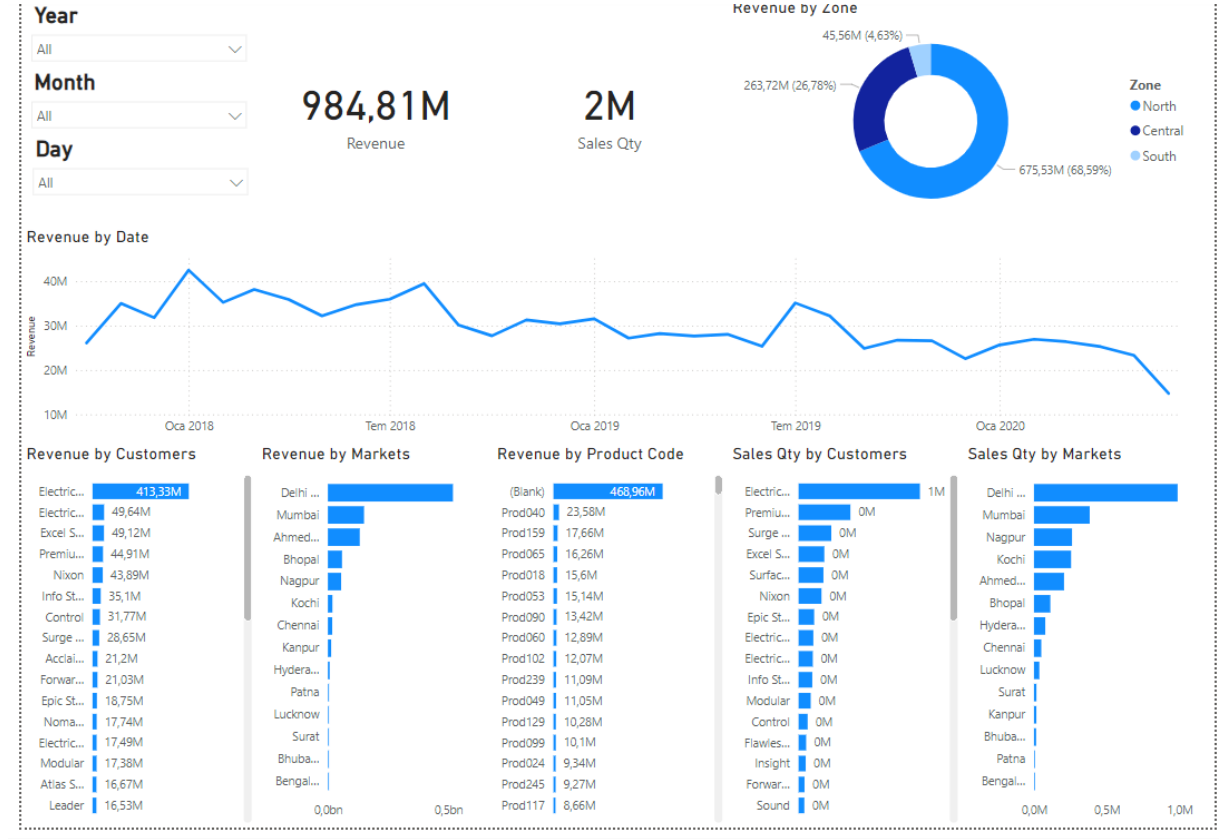 Year
All
Month
All
Day
All
984,81M
Revenue
2M
Sales Qty
Revenue by Zone
45,56M (4,63%)
263,72M (26,78%)
675,53M (68,59%)
Zone
North
Central
South
Revenue by Date
Revenue
40M
30M
20M
10M
Oca 2018
Tem 2018
Oca 2019
Tem 2019
Oca 2020
Revenue by Customers
Electric... 413,33M
Electric... 49,64M
Excel S... 49,12M
Premiu... 44,91M
Nixon 43,89M
Info St... 35,1M
Control 31,77M
Surge ... 28,65M
Acclai... 21,2M
Forwar... 21,03M
Epic St... 18,75M
Noma... 17,74M
Electric... 17,49M
Modular 17,38M
Atlas S... 16,67M
Leader 16,53M
Revenue by Markets
Delhi ...
Mumbai
Ahmed...
Bhopal
Nagpur
Kochi
Chennai
Kanpur
Hydera...
Patna
Lucknow
Surat
Bhuba...
Bengal...
0,0bn 0,5bn
Revenue by Product Code
(Blank) 468,96M
Prod040 23,58M
Prod159 17,66M
Prod065 16,26M
Prod018 15,6M
Prod053 15,14M
Prod090 13,42M
Prod060 12,89M
Prod102 12,07M
Prod239 11,09M
Prod049 11,05M
Prod129 10,28M
Prod099 10,1M
Prod024 9,34M
Prod245 9,27M
Prod117 8,66M
Sales Qty by Customers
Electric... 1M
Premiu... 0M
Surge ... 0M
Excel S... 0M
Surfac... 0M
Nixon 0M
Epic St... 0M
Electric... 0M
Electric... 0M
Info St... 0M
Modular 0M
Control 0M
Flawles... 0M
Insight 0M
Forwar... 0M
Sound 0M
Sales Qty by Markets
Delhi ...
Mumbai
Nagpur
Kochi
Ahmed...
Bhopal
Hydera...
Chennai
Lucknow
Surat
Kanpur
Bhuba...
Patna
Bengal...
0,0M 0,5M 1,0M